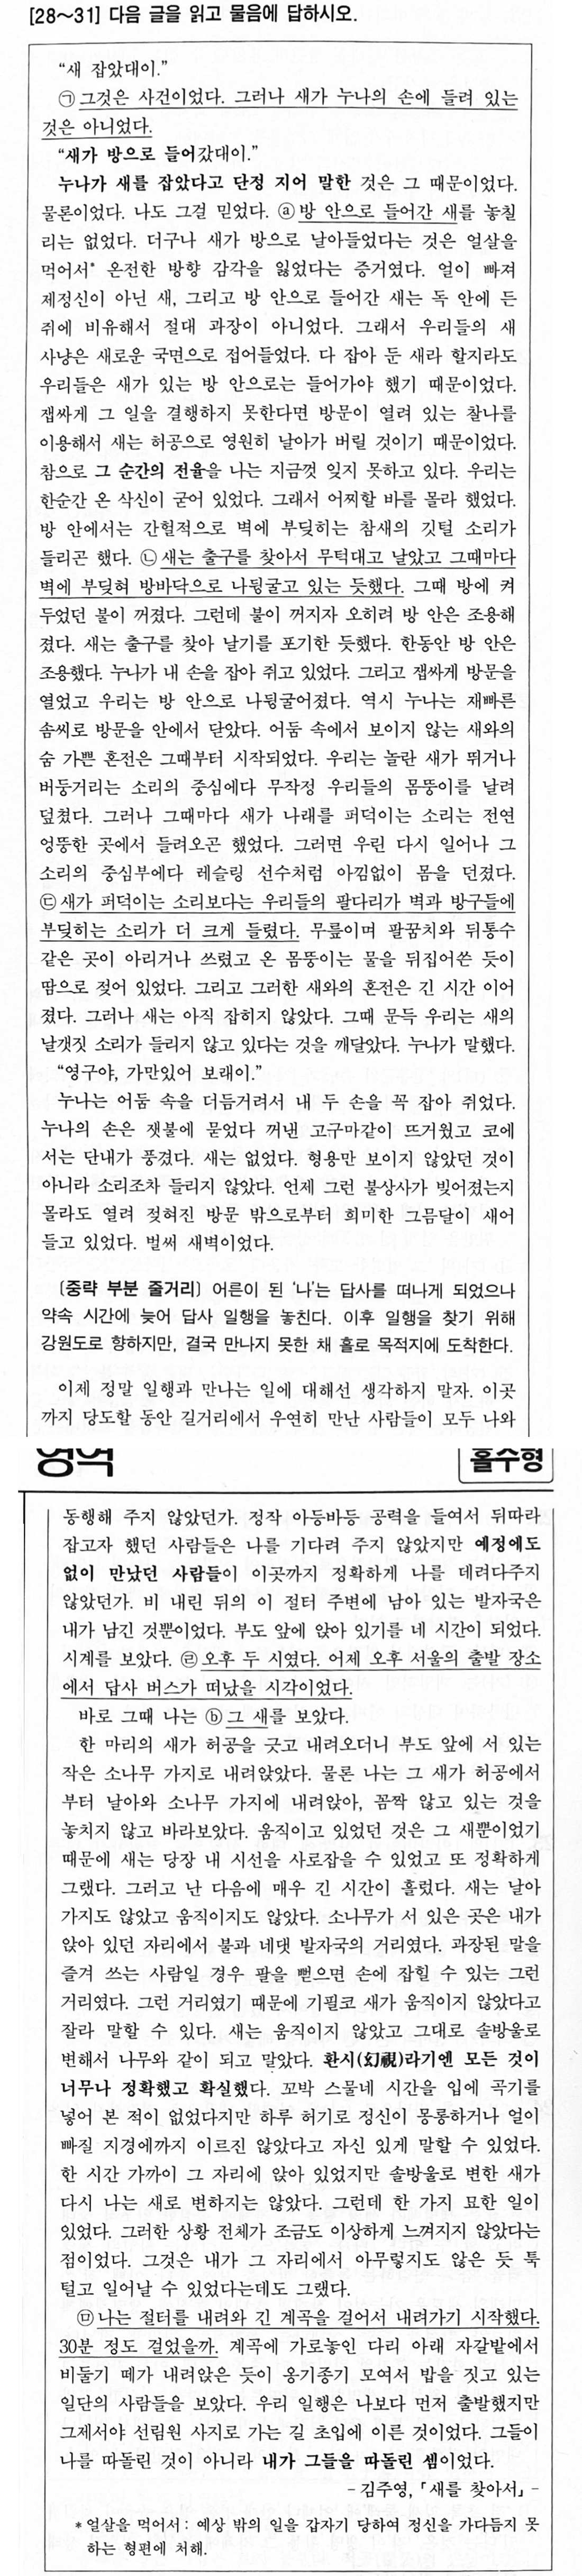 [28～31] 다음 글을 읽고 물음에 답하시오.
“새 잡았대이.”
㉠그것은 사건이었다. 그러나 새가 누나의 손에 들려 있는
것은 아니었다.
“새가 방으로 들어갔대이.”
누나가 새를 잡았다고 단정 지어 말한 것은 그 때문이었다.
물론이었다. 나도 그걸 믿었다. ⓐ방 안으로 들어간 새를 놓칠
리는 없었다. 더구나 새가 방으로 날아들었다는 것은 얼살을
먹어서* 온전한 방향 감각을 잃었다는 증거였다. 얼이 빠져
제정신이 아닌 새, 그리고 방 안으로 들어간 새는 독 안에 든
쥐에 비유해서 절대 과장이 아니었다. 그래서 우리들의 새
사냥은 새로운 국면으로 접어들었다. 다 잡아 둔 새라 할지라도
우리들은 새가 있는 방 안으로는 들어가야 했기 때문이었다.
잽싸게 그 일을 결행하지 못한다면 방문이 열려 있는 찰나를
이용해서 새는 허공으로 영원히 날아가 버릴 것이기 때문이었다.
참으로 그 순간의 전율을 나는 지금껏 잊지 못하고 있다. 우리는
한순간 온 삭신이 굳어 있었다. 그래서 어찌할 바를 몰라 했었다.
방 안에서는 간헐적으로 벽에 부딪히는 참새의 깃털 소리가
들리곤 했다. ㉡새는 출구를 찾아서 무턱대고 날았고 그때마다
벽에 부딪혀 방바닥으로 나뒹굴고 있는 듯했다. 그때 방에 켜
두었던 불이 꺼졌다. 그런데 불이 꺼지자 오히려 방 안은 조용해
졌다. 새는 출구를 찾아 날기를 포기한 듯했다. 한동안 방 안은
조용했다. 누나가 내 손을 잡아 쥐고 있었다. 그리고 잽싸게 방문을
열었고 우리는 방 안으로 나뒹굴어졌다. 역시 누나는 재빠른
솜씨로 방문을 안에서 닫았다. 어둠 속에서 보이지 않는 새와의
숨 가쁜 혼전은 그때부터 시작되었다. 우리는 놀란 새가 뛰거나
버둥거리는 소리의 중심에다 무작정 우리들의 몸뚱이를 날려
덮쳤다. 그러나 그때마다 새가 나래를 퍼덕이는 소리는 전연
엉뚱한 곳에서 들려오곤 했었다. 그러면 우린 다시 일어나 그
소리의 중심부에다 레슬링 선수처럼 아낌없이 몸을 던졌다.
㉢새가 퍼덕이는 소리보다는 우리들의 팔다리가 벽과 방구들에
부딪히는 소리가 더 크게 들렸다. 무릎이며 팔꿈치와 뒤통수
같은 곳이 아리거나 쓰렸고 온 몸뚱이는 물을 뒤집어쓴 듯이
땀으로 젖어 있었다. 그리고 그러한 새와의 혼전은 긴 시간 이어
졌다. 그러나 새는 아직 잡히지 않았다. 그때 문득 우리는 새의
날갯짓 소리가 들리지 않고 있다는 것을 깨달았다. 누나가 말했다.
“영구야, 가만있어 보래이.”
누나는 어둠 속을 더듬거려서 내 두 손을 꼭 잡아 쥐었다.
누나의 손은 잿불에 묻었다 꺼낸 고구마같이 뜨거웠고 코에
서는 단내가 풍겼다. 새는 없었다. 형용만 보이지 않았던 것이
아니라 소리조차 들리지 않았다. 언제 그런 불상사가 빚어졌는지
몰라도 열려 젖혀진 방문 밖으로부터 희미한 그믐달이 새어
들고 있었다. 벌써 새벽이었다.
[중략 부분 줄거리] 어른이 된 ‘나’는 답사를 떠나게 되었으나
약속 시간에 늦어 답사 일행을 놓친다. 이후 일행을 찾기 위해
강원도로 향하지만, 결국 만나지 못한 채 홀로 목적지에 도착한다.
이제 정말 일행과 만나는 일에 대해선 생각하지 말자. 이곳
까지 당도할 동안 길거리에서 우연히 만난 사람들이 모두 나와
영역
홀수형
동행해 주지 않았던가. 정작 아등바등 공력을 들여서 뒤따라
잡고자 했던 사람들은 나를 기다려 주지 않았지만 예정에도
없이 만났던 사람들이 이곳까지 정확하게 나를 데려다주지
않았던가. 비 내린 뒤의 이 절터 주변에 남아 있는 발자국은
내가 남긴 것뿐이었다. 부도 앞에 앉아 있기를 네 시간이 되었다.
시계를 보았다. ㉣오후 두 시였다. 어제 오후 서울의 출발 장소
에서 답사 버스가 떠났을 시각이었다.
바로 그때 나는 ⓑ그 새를 보았다.
한 마리의 새가 허공을 긋고 내려오더니 부도 앞에 서 있는
작은 소나무 가지로 내려앉았다. 물론 나는 그 새가 허공에서
부터 날아와 소나무 가지에 내려앉아, 꼼짝 않고 있는 것을
놓치지 않고 바라보았다. 움직이고 있었던 것은 그 새뿐이었기
때문에 새는 당장 내 시선을 사로잡을 수 있었고 또 정확하게
그랬다. 그러고 난 다음에 매우 긴 시간이 흘렀다. 새는 날아
가지도 않았고 움직이지도 않았다. 소나무가 서 있은 곳은 내가
앉아 있던 자리에서 불과 네댓 발자국의 거리였다. 과장된 말을
즐겨 쓰는 사람일 경우 팔을 뻗으면 손에 잡힐 수 있는 그런
거리였다. 그런 거리였기 때문에 기필코 새가 움직이지 않았다고
잘라 말할 수 있다. 새는 움직이지 않았고 그대로 솔방울로
변해서 나무와 같이 되고 말았다. 환시(幻視)라기엔 모든 것이
너무나 정확했고 확실했다. 꼬박 스물네 시간을 입에 곡기를
넣어 본 적이 없었다지만 하루 허기로 정신이 몽롱하거나 얼이
빠질 지경에까지 이르진 않았다고 자신 있게 말할 수 있었다.
한 시간 가까이 그 자리에 앉아 있었지만 솔방울로 변한 새가
다시 나는 새로 변하지는 않았다. 그런데 한 가지 묘한 일이
있었다. 그러한 상황 전체가 조금도 이상하게 느껴지지 않았다는
점이었다. 그것은 내가 그 자리에서 아무렇지도 않은 듯 툭
털고 일어날 수 있었다는데도 그랬다.
㉤나는 절터를 내려와 긴 계곡을 걸어서 내려가기 시작했다.
30분 정도 걸었을까. 계곡에 가로놓인 다리 아래 자갈밭에서
비둘기 떼가 내려앉은 듯이 옹기종기 모여서 밥을 짓고 있는
일단의 사람들을 보았다. 우리 일행은 나보다 먼저 출발했지만
그제서야 선림원 사지로 가는 길 초입에 이른 것이었다. 그들이
나를 따돌린 것이 아니라 내가 그들을 따돌린 셈이었다.
- 김주영, 「새를 찾아서」 -
* 얼살을 먹어서 : 예상 밖의 일을 갑자기 당하여 정신을 가다듬지 못
하는 형편에 처해.